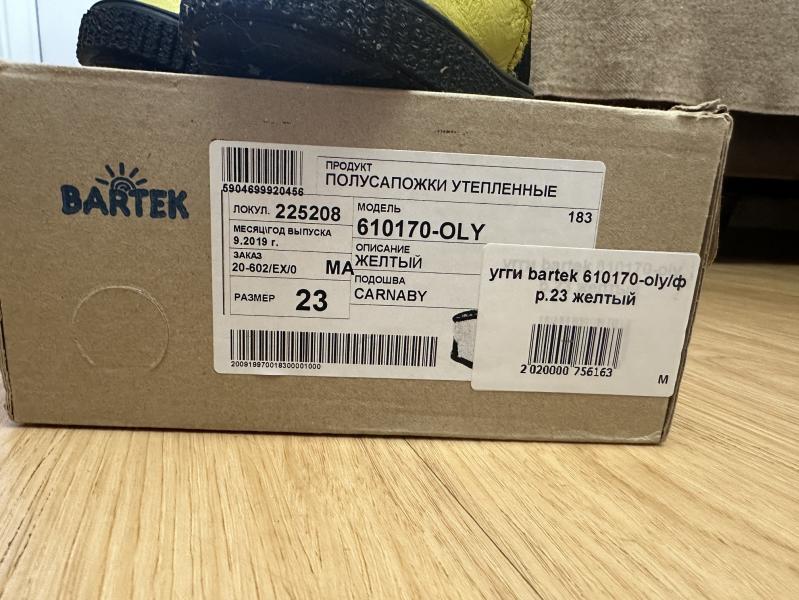 BARTEK
5904699920456
ПРОДУКТ
ПОЛУСАПОЖКИ УТЕПЛЕННЫЕ
183
ЛОКУЛ. 225208
МЕСЯЦ\ГОД ВЫПУСКА
9.2019 г.
ЗАКАЗ
20-602/EX/0 MA
РАЗМЕР 23
МОДЕЛЬ
610170-OLY
ОПИСАНИЕ
ЖЕЛТЫЙ
ПОДОШВА
CARNABY
200919970018300001000
угги bartek 610170-oly/ф
р.23 желтый
2 020000 756163
M